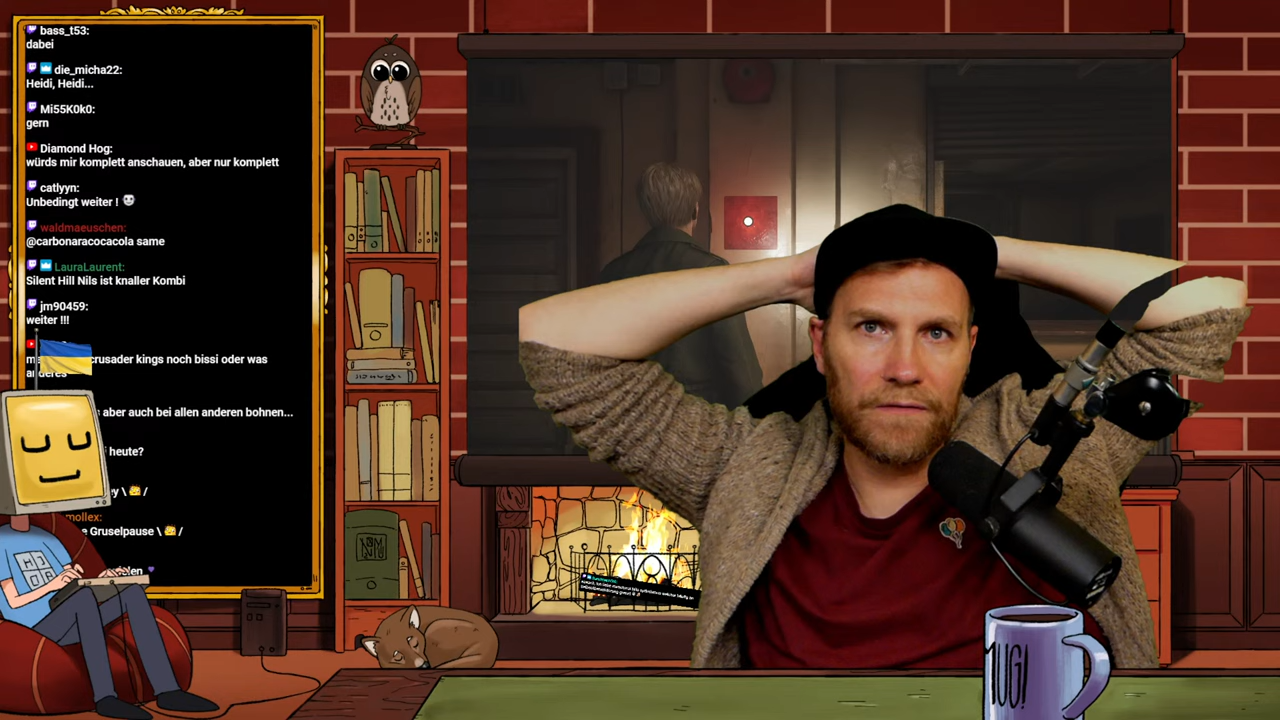 bass_t53:
dabei
die_micha22:
Heidi, Heidi...
Mi55K0k0:
gern
Diamond Hog:
würds mir komplett anschauen, aber nur komplett
catlyyn:
Unbedingt weiter !
waldmaeuschen:
@carbonaracocacola same
LauraLaurent:
Silent Hill Nils ist knaller Kombi
jm90459:
weiter !!!
crusader kings noch bissi oder was
aber auch bei allen anderen bohnen...
heute?
\ /
mollex:
Gruselpause \ /
MUG!